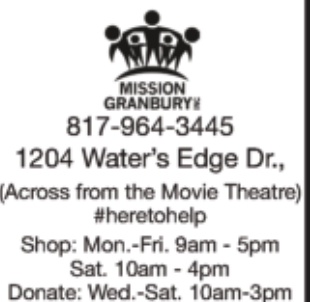 MISSION
GRANBURY
817-964-3445
1204 Water's Edge Dr.,
(Across from the Movie Theatre)
#heretohelp
Shop: Mon.-Fri. 9am - 5pm
Sat. 10am - 4pm
Donate: Wed.-Sat. 10am-3pm